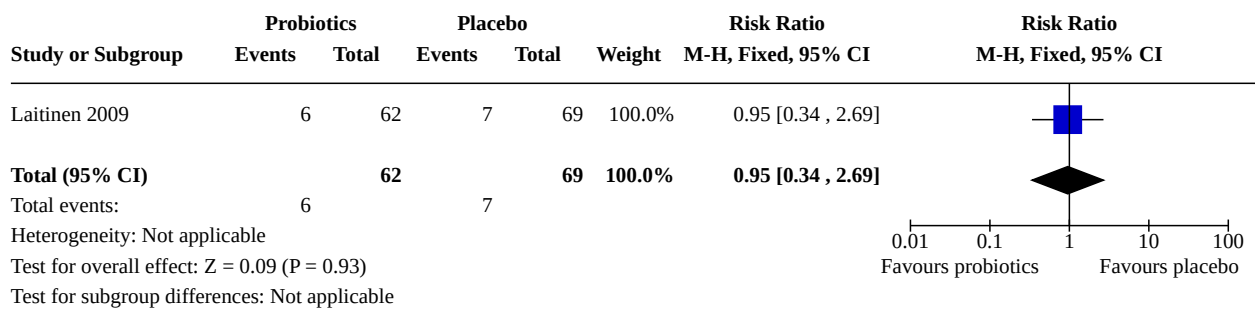 Probiotics Placebo Risk Ratio Risk Ratio
Study or Subgroup Events Total Events Total Weight M-H, Fixed, 95% CI M-H, Fixed, 95% CI
Laitinen 2009 6 62 7 69 100.0% 0.95 [0.34 , 2.69]
Total (95% CI) 62 69 100.0% 0.95 [0.34 , 2.69]
Total events: 6 7
Heterogeneity: Not applicable
Test for overall effect: Z = 0.09 (P = 0.93)
Test for subgroup differences: Not applicable
0.01 0.1 1 10 100
Favours probiotics Favours placebo